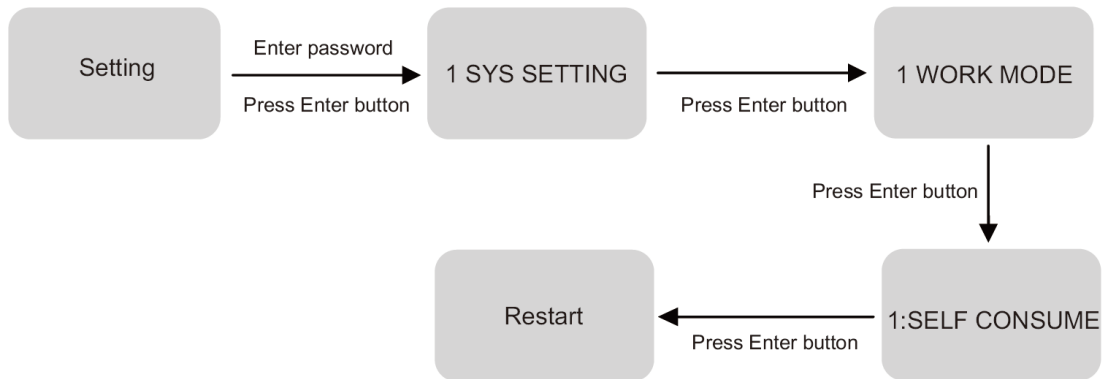 Setting
Enter password
Press Enter button
1 SYS SETTING
Press Enter button
1 WORK MODE
Press Enter button
1:SELF CONSUME
Press Enter button
Restart